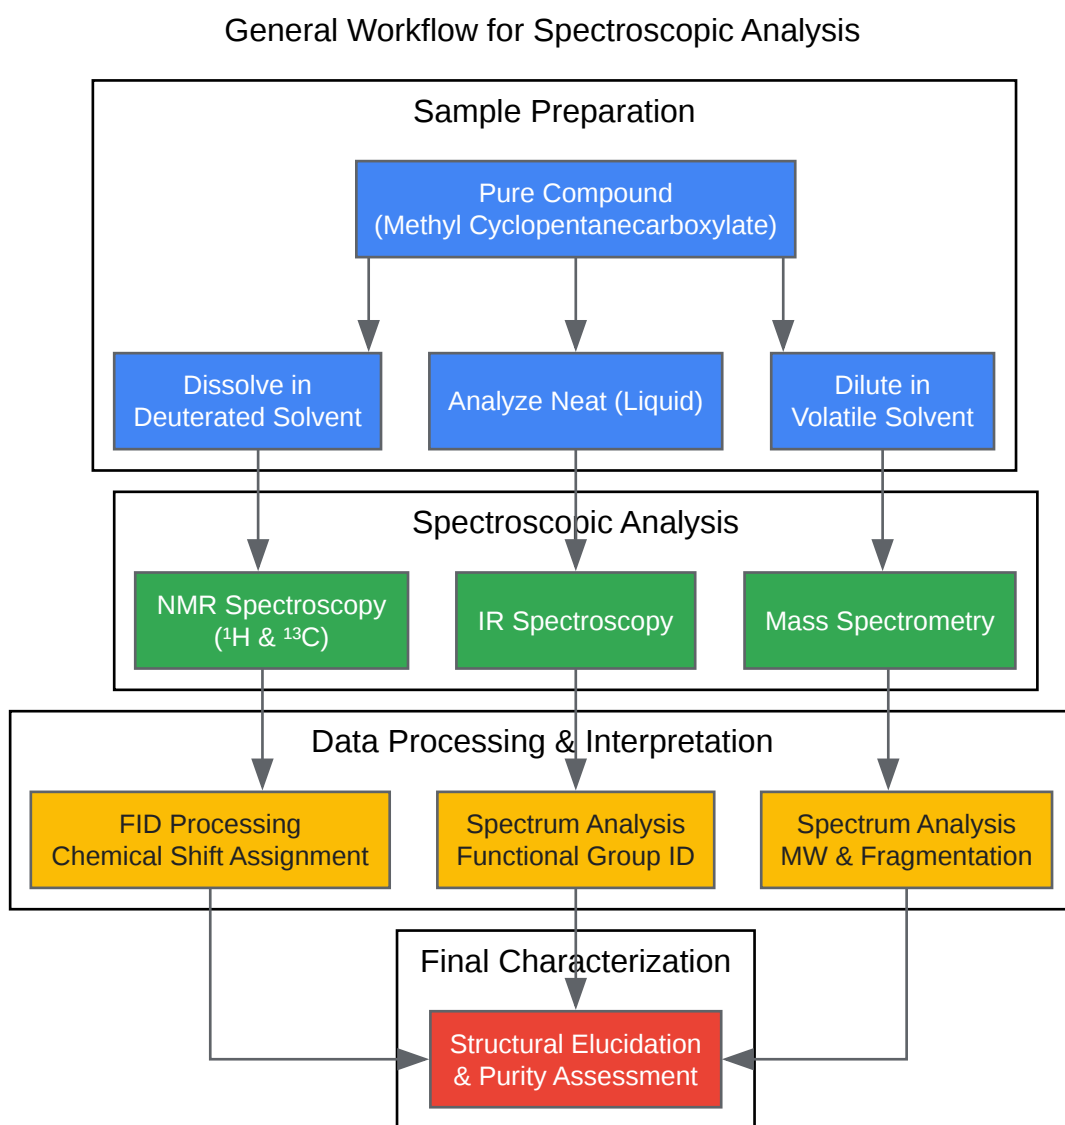 General Workflow for Spectroscopic Analysis
Sample Preparation
Pure Compound
(Methyl Cyclopentanecarboxylate)
Dissolve in
Deuterated Solvent
Analyze Neat (Liquid)
Dilute in
Volatile Solvent
Spectroscopic Analysis
NMR Spectroscopy
(¹H & ¹³C)
IR Spectroscopy
Mass Spectrometry
Data Processing & Interpretation
FID Processing
Chemical Shift Assignment
Spectrum Analysis
Functional Group ID
Spectrum Analysis
MW & Fragmentation
Final Characterization
Structural Elucidation
& Purity Assessment